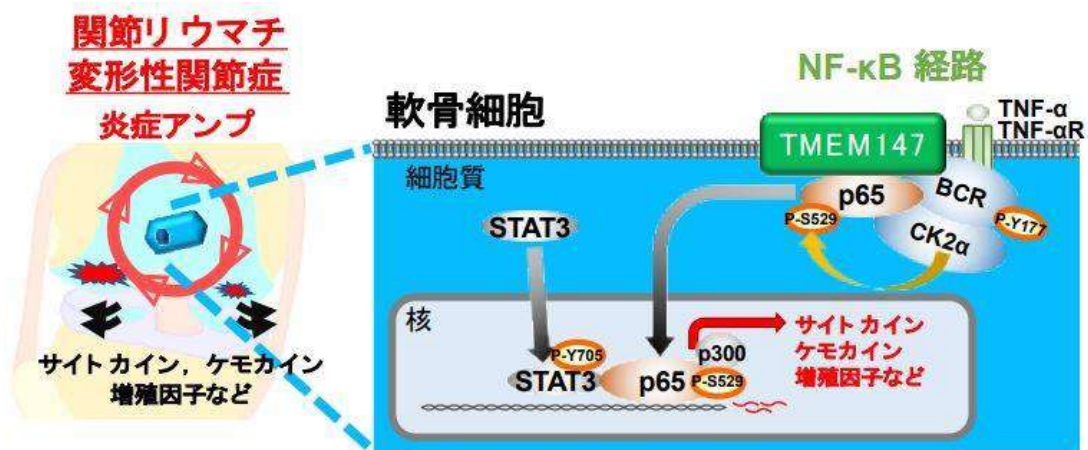 関節リウマチ
変形性関節症
炎症アンプ
サイトカイン，ケモカイン
増殖因子など
軟骨細胞
NF-κB 経路
TNF-α
TNF-αR
TMEM147
細胞質
p65
BCR
P-S529
P-Y177
CK2α
STAT3
核
P-Y705
STAT3
p65
p300
P-S529
サイトカイン
ケモカイン
増殖因子など